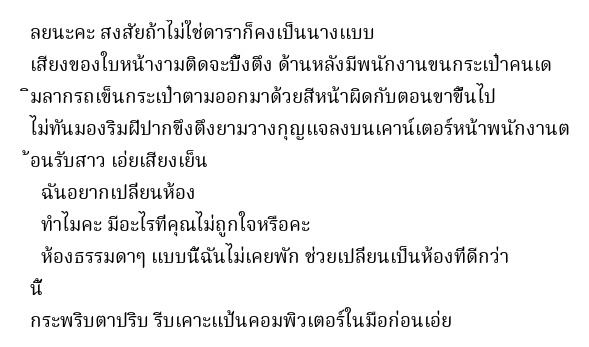 ลยนะคะ สงสัยถ้าไม่ใช่ดาราก็คงเป็นนางแบบ
เสียงของใบหน้างามติดจะบึ้งตึง ด้านหลังมีพนักงานขนกระเป๋าคนเด
ิมลากรถเข็นกระเป๋าตามออกมาด้วยสีหน้าผิดกับตอนขาขึ้นไป
ไม่ทันมองริมฝีปากขึงตึงยามวางกุญแจลงบนเคาน์เตอร์หน้าพนักงานต
้อนรับสาว เอ่ยเสียงเย็น
ฉันอยากเปลี่ยนห้อง
ทำไมคะ มีอะไรที่คุณไม่ถูกใจหรือคะ
ห้องธรรมดาๆ แบบนี้ฉันไม่เคยพัก ช่วยเปลี่ยนเป็นห้องที่ดีกว่า
นี้
กระพริบตาปริบ รีบเคาะแป้นคอมพิวเตอร์ในมือก่อนเอ่ย